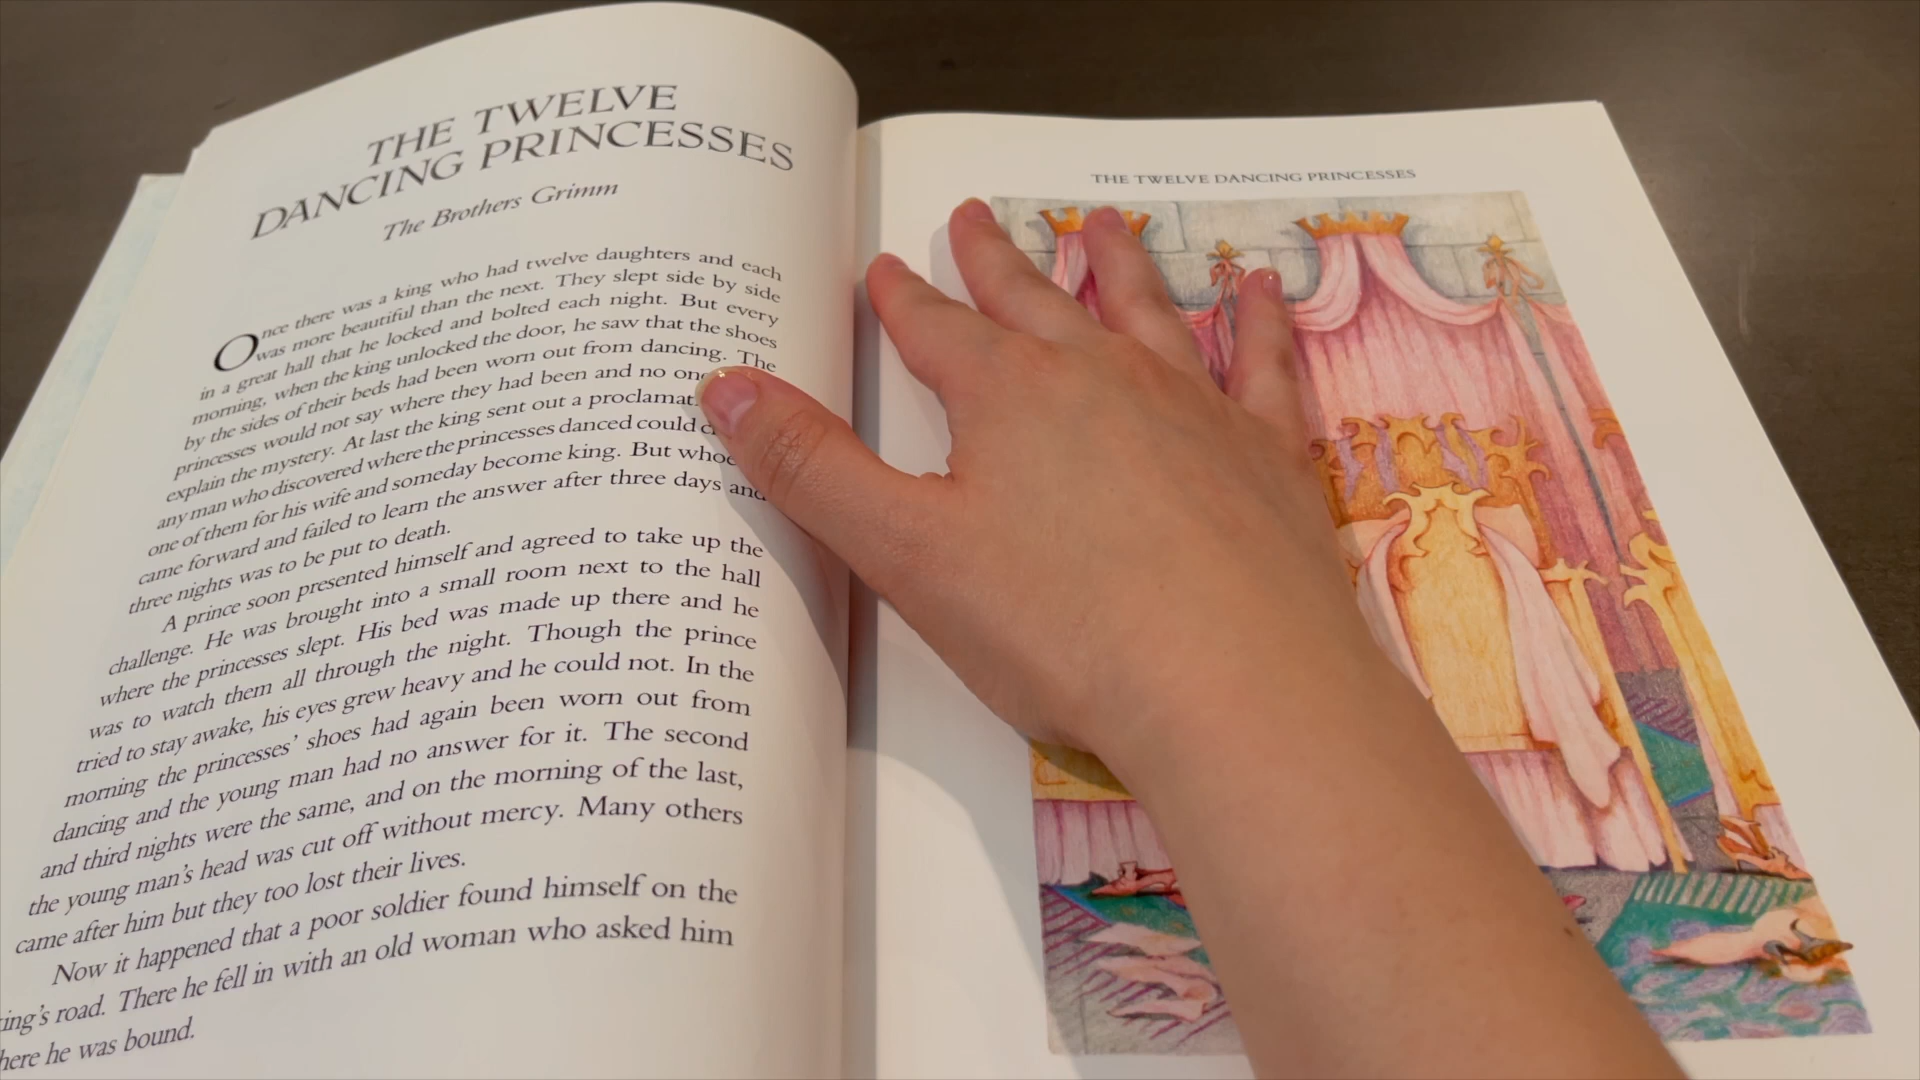 THE TWELVE
DANCING PRINCESSES
The Brothers Grimm
Once there was a king who had twelve daughters and each
was more beautiful than the next. They slept side by side
in a great hall that he locked and bolted each night. But every
morning, when the king unlocked the door, he saw that the shoes
by the sides of their beds had been worn out from dancing. The
princesses would not say where they had been and no one
explain the mystery. At last the king sent out a proclamat
any man who discovered where the princesses danced could c
one of them for his wife and someday become king. But whoe
came forward and failed to learn the answer after three days and
three nights was to be put to death.
A prince soon presented himself and agreed to take up the
challenge. He was brought into a small room next to the hall
where the princesses slept. His bed was made up there and he
was to watch them all through the night. Though the prince
tried to stay awake, his eyes grew heavy and he could not. In the
morning the princesses' shoes had again been worn out from
dancing and the young man had no answer for it. The second
and third nights were the same, and on the morning of the last,
the young man's head was cut off without mercy. Many others
came after him but they too lost their lives.
Now it happened that a poor soldier found himself on the
ing's road. There he fell in with an old woman who asked him
here he was bound.
THE TWELVE DANCING PRINCESSES